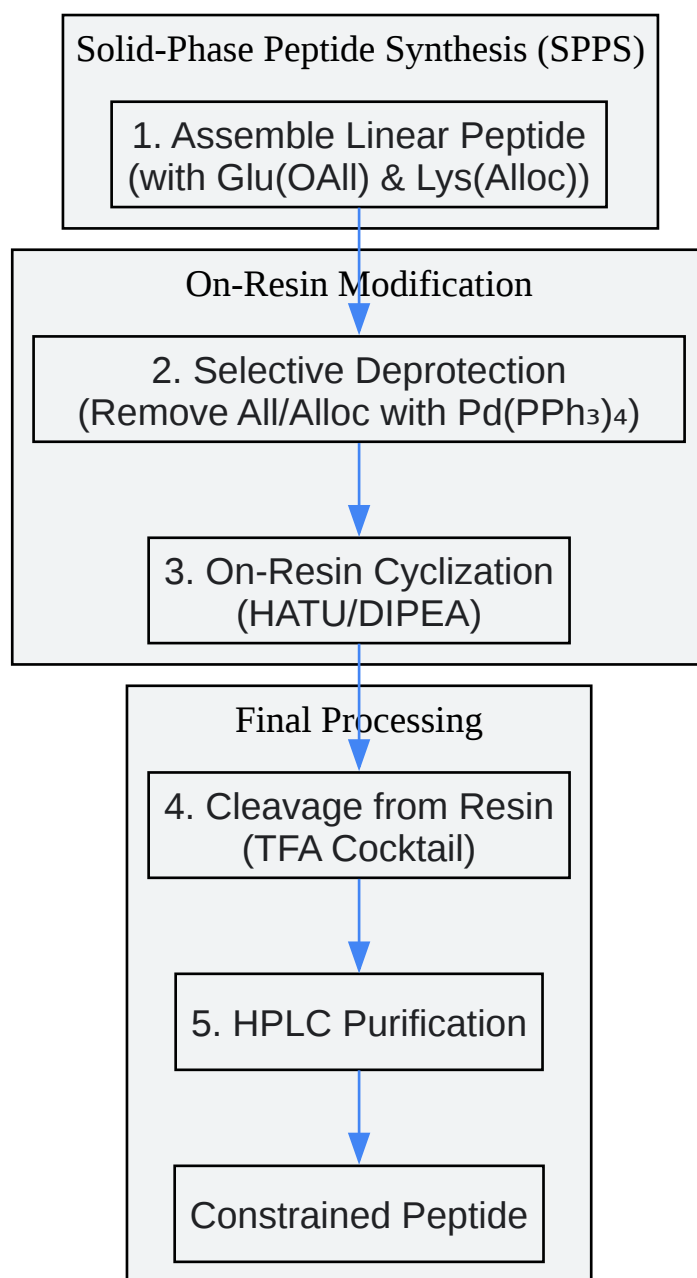 Solid-Phase Peptide Synthesis (SPPS)
1. Assemble Linear Peptide
(with Glu(OAll) & Lys(Alloc))
On-Resin Modification
2. Selective Deprotection
(Remove All/Alloc with Pd(PPh₃)₄)
3. On-Resin Cyclization
(HATU/DIPEA)
Final Processing
4. Cleavage from Resin
(TFA Cocktail)
5. HPLC Purification
Constrained Peptide